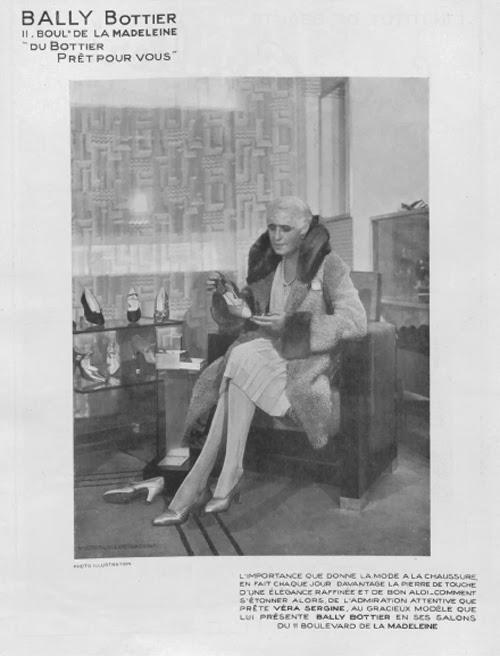 BALLY BOTTIER
11. BOUL.ᴰ DE LA MADELEINE
"DU BOTTIER
PRÊT POUR VOUS"
PHOTO ILLUSTRATION
L'IMPORTANCE QUE DONNE LA MODE A LA CHAUSSURE,
EN FAIT CHAQUE JOUR DAVANTAGE LA PIERRE DE TOUCHE
D'UNE ÉLÉGANCE RAFFINÉE ET DE BON ALOI..COMMENT
S'ÉTONNER ALORS, DE L'ADMIRATION ATTENTIVE QUE
PRÊTE VÉRA SERGINE, AU GRACIEUX MODÈLE QUE
LUI PRÉSENTE BALLY BOTTIER EN SES SALONS
DU 11 BOULEVARD DE LA MADELEINE